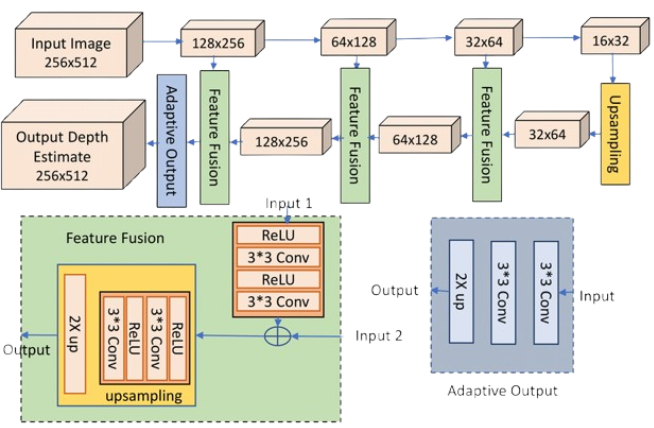 Input Image
256x512
128x256
64x128
32x64
16x32
Output Depth
Estimate
256x512
Adaptive Output
Feature Fusion
128x256
Feature Fusion
64x128
Feature Fusion
32x64
Upsampling
Input 1
Feature Fusion
ReLU
3*3 Conv
ReLU
3*3 Conv
2X up
3*3 Conv
ReLU
3*3 Conv
ReLU
upsampling
Output
Input 2
Output
2X up
3*3 Conv
3*3 Conv
Input
Adaptive Output